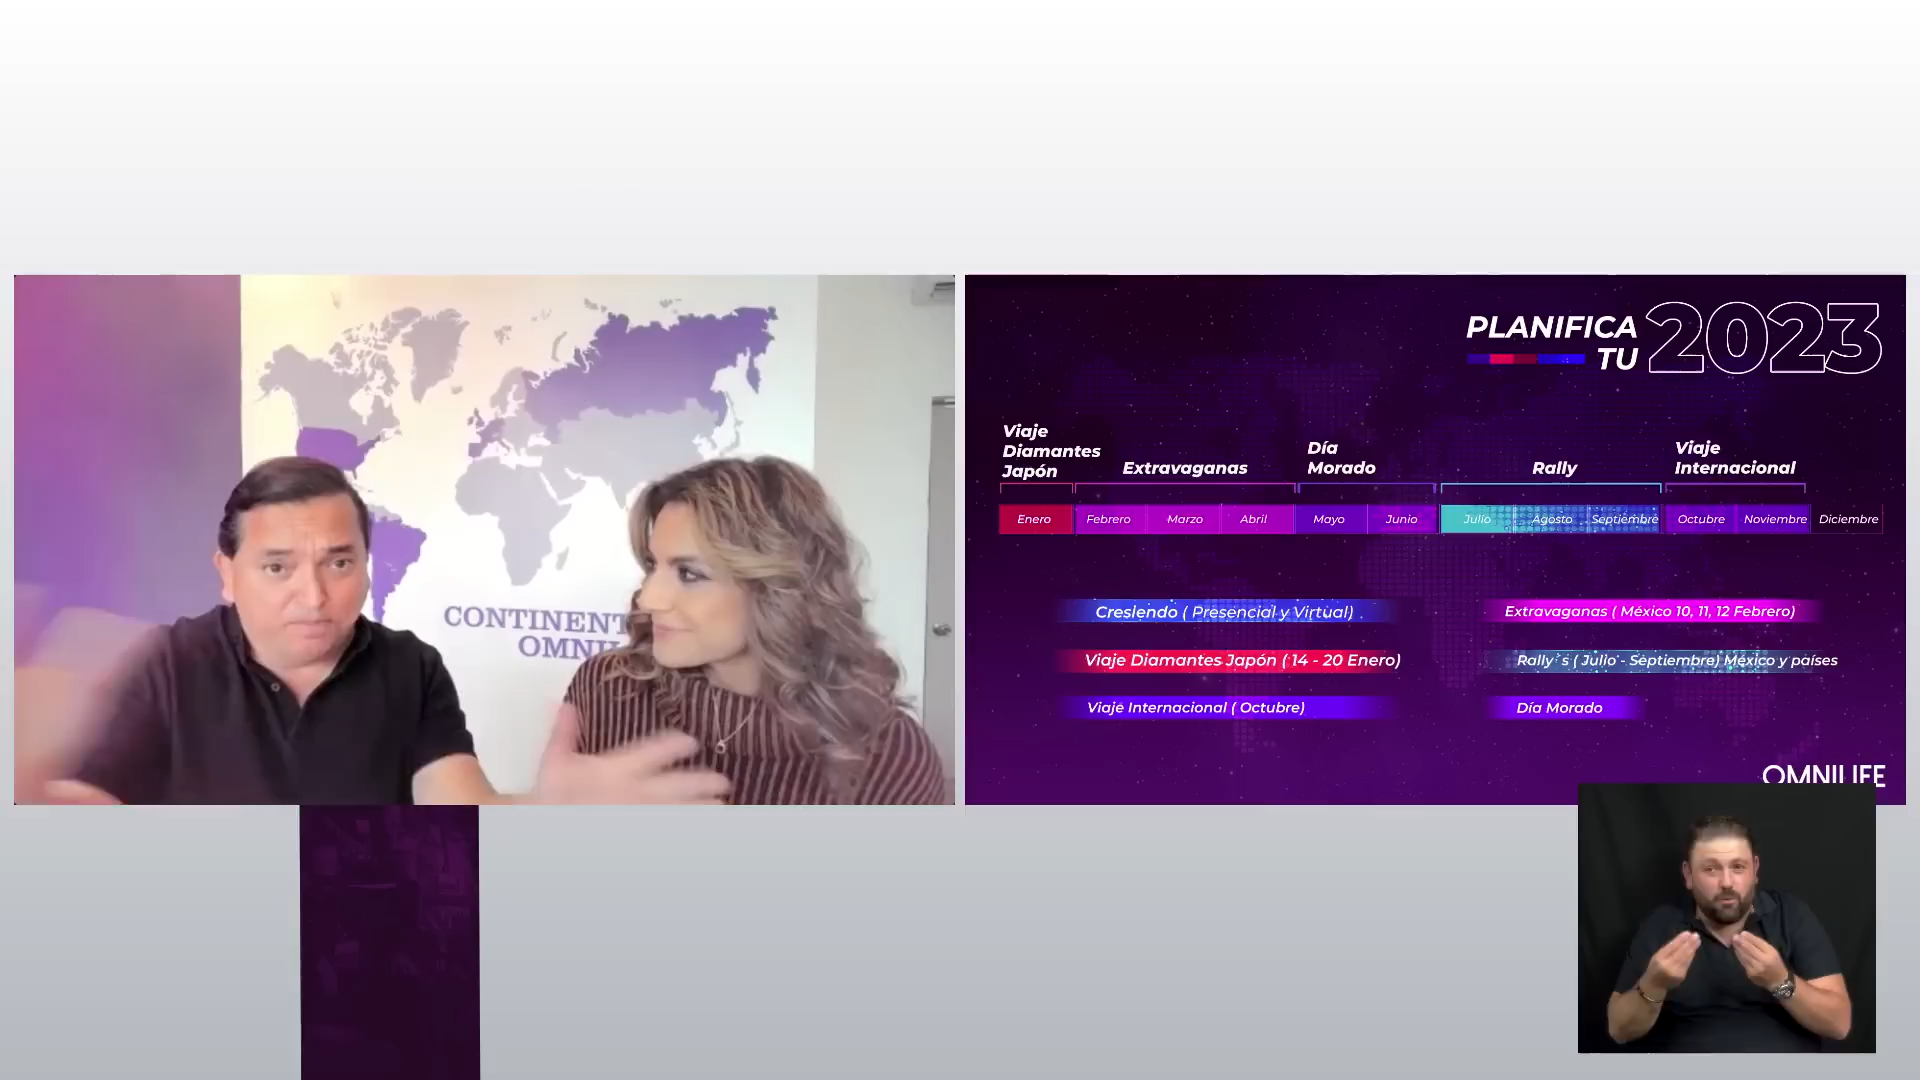 CONTINENT
OMNIL
PLANIFICA
TU 2023
Viaje
Diamantes
Japón
Extravaganas
Día
Morado
Rally
Viaje
Internacional
Enero Febrero Marzo Abril Mayo Junio Julio Agosto Septiembre Octubre Noviembre Diciembre
Creslendo ( Presencial y Virtual)
Extravaganas ( México 10, 11, 12 Febrero)
Viaje Diamantes Japón ( 14 - 20 Enero)
Rally´s ( Julio - Septiembre) México y países
Viaje Internacional ( Octubre)
Día Morado
OMNILIFE